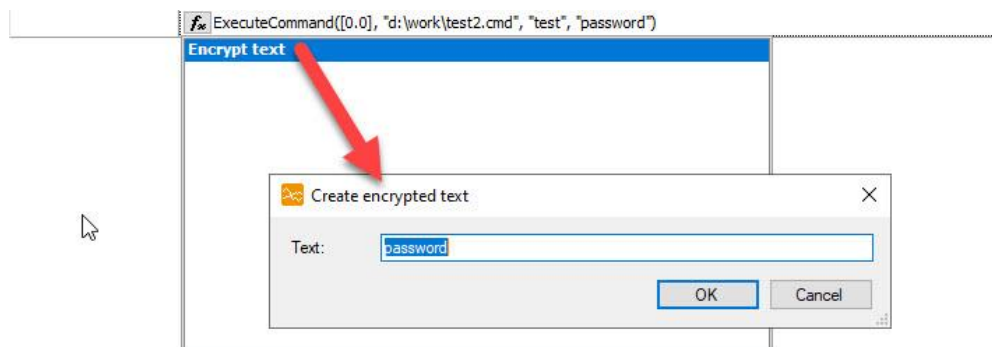 fx ExecuteCommand([0.0], "d:\work\test2.cmd", "test", "password")
Encrypt text
Create encrypted text
Text: password
OK Cancel